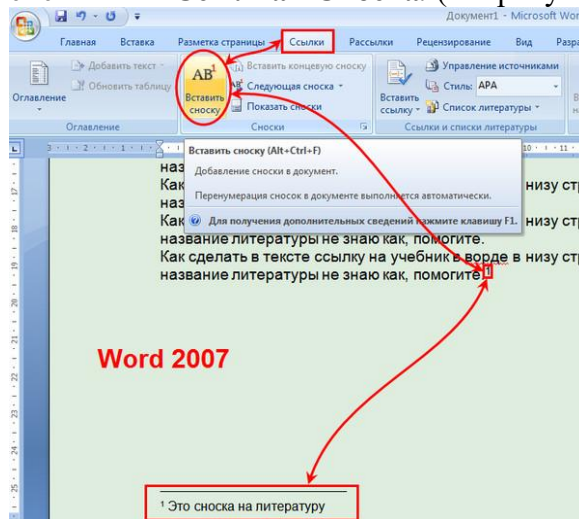 Документ1 - Microsoft Wor
Главная Вставка Разметка страницы Ссылки Рассылки Рецензирование Вид Разра
Оглавление
Добавить текст
Обновить таблицу
Оглавление
AB¹
Вставить сноску
Вставить концевую сноску
Следующая сноска
Показать сноски
Сноски
Вставить ссылку
Управление источниками
Стиль: APA
Список литературы
Ссылки и списки литературы
Вставить сноску (Alt+Ctrl+F)
Добавление сноски в документ.
Перенумерация сносок в документе выполняется автоматически.
Для получения дополнительных сведений нажмите клавишу F1.
наз
Как низу стр
наз
Как низу стр
название литературы не знаю как, помогите.
Как сделать в тексте ссылку на учебник в ворде в низу стр
название литературы не знаю как, помогите.1
Word 2007
1 Это сноска на литературу